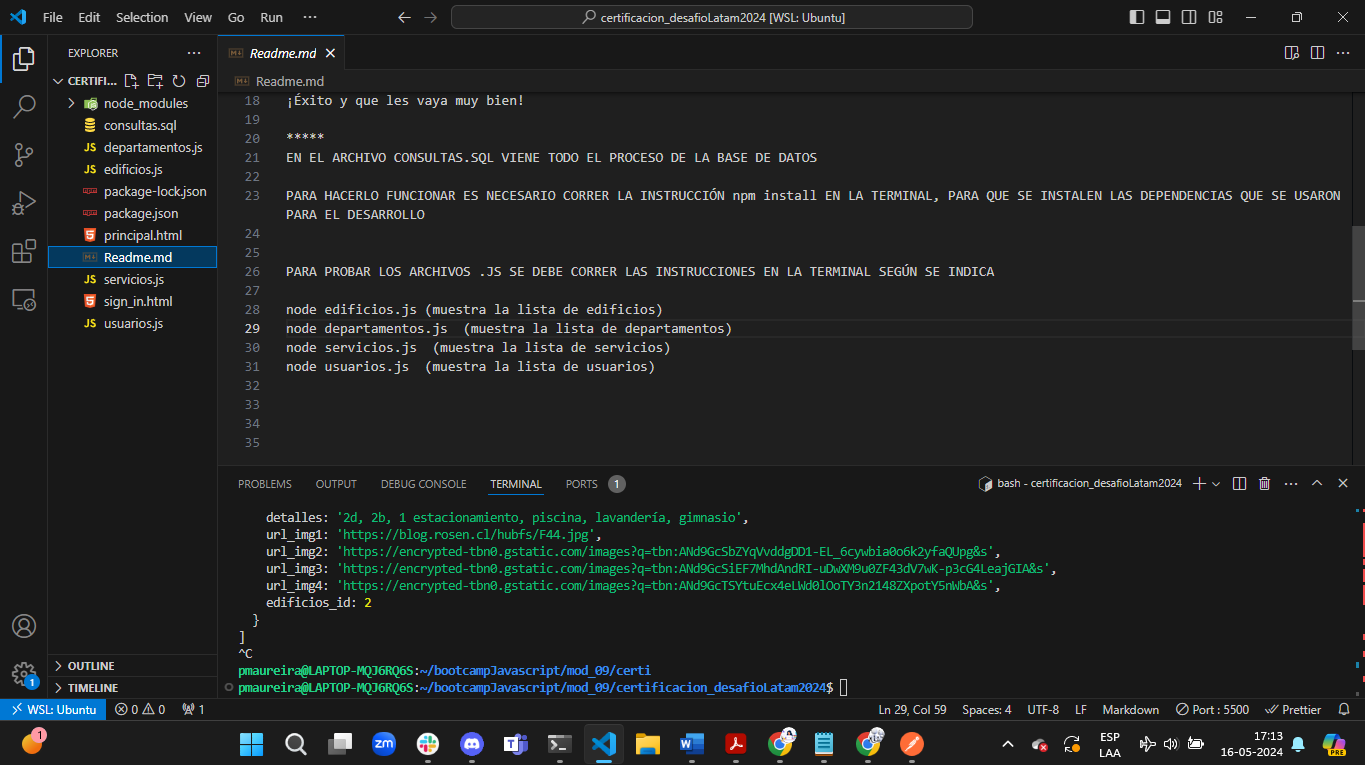 File Edit Selection View Go Run ···
certificacion_desafioLatam2024 [WSL: Ubuntu]
EXPLORER
CERTIFI...
node_modules
consultas.sql
departamentos.js
edificios.js
package-lock.json
package.json
principal.html
Readme.md
servicios.js
sign_in.html
usuarios.js
OUTLINE
TIMELINE
Readme.md
Readme.md
18 ¡Éxito y que les vaya muy bien!
19
20 *****
21 EN EL ARCHIVO CONSULTAS.SQL VIENE TODO EL PROCESO DE LA BASE DE DATOS
22
23 PARA HACERLO FUNCIONAR ES NECESARIO CORRER LA INSTRUCCIÓN npm install EN LA TERMINAL, PARA QUE SE INSTALEN LAS DEPENDENCIAS QUE SE USARON
PARA EL DESARROLLO
24
25
26 PARA PROBAR LOS ARCHIVOS .JS SE DEBE CORRER LAS INSTRUCCIONES EN LA TERMINAL SEGÚN SE INDICA
27
28 node edificios.js (muestra la lista de edificios)
29 node departamentos.js  (muestra la lista de departamentos)
30 node servicios.js  (muestra la lista de servicios)
31 node usuarios.js  (muestra la lista de usuarios)
32
33
34
35
PROBLEMS OUTPUT DEBUG CONSOLE TERMINAL PORTS 1
bash - certificacion_desafioLatam2024
detalles: '2d, 2b, 1 estacionamiento, piscina, lavandería, gimnasio',
url_img1: 'https://blog.rosen.cl/hubfs/F44.jpg',
url_img2: 'https://encrypted-tbn0.gstatic.com/images?q=tbn:ANd9GcSbZYqVvddgDD1-EL_6cywbia0o6k2yfaQUpg&s',
url_img3: 'https://encrypted-tbn0.gstatic.com/images?q=tbn:ANd9GcSiEF7MhdAndRI-uDwXM9u0ZF43dV7wK-p3cG4LeajGIA&s',
url_img4: 'https://encrypted-tbn0.gstatic.com/images?q=tbn:ANd9GcTSYtuEcx4eLWd0lOoTY3n2148ZXpotY5nWbA&s',
edificios_id: 2
}
]
^C
pmaureira@LAPTOP-MQJ6RQ6S:~/bootcampJavascript/mod_09/certi
pmaureira@LAPTOP-MQJ6RQ6S:~/bootcampJavascript/mod_09/certificacion_desafioLatam2024$
1
WSL: Ubuntu 0 0 1
Ln 29, Col 59 Spaces: 4 UTF-8 LF Markdown Port : 5500 Prettier
1
zm
ESP
LAA
17:13
16-05-2024
PRE